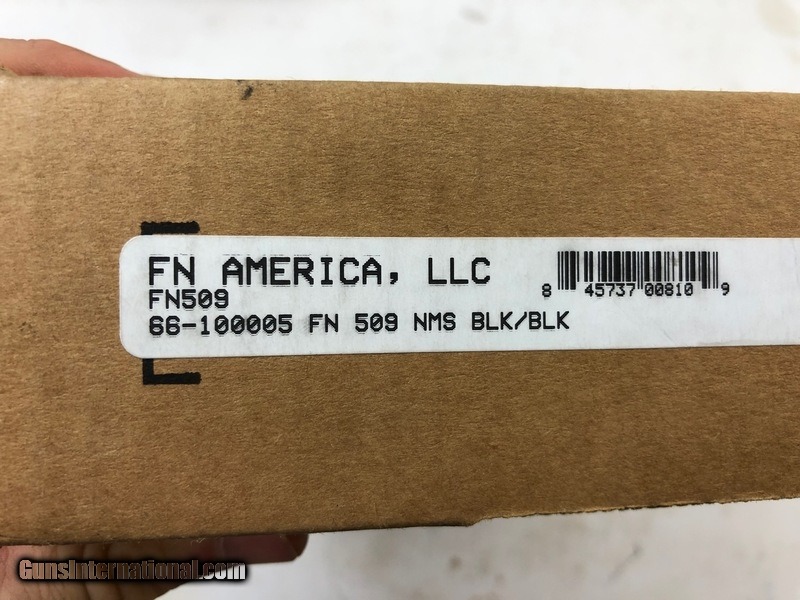 FN AMERICA, LLC
FN509
66-100005 FN 509 NMS BLK/BLK
8 45737 00810 9
GunsInternational.com